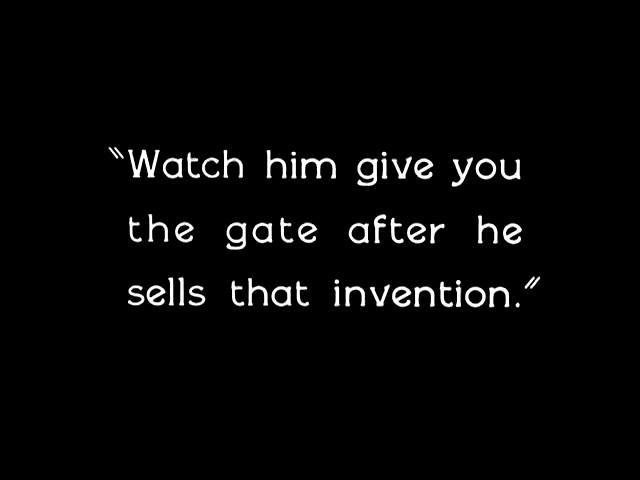 "Watch him give you
the gate after he
sells that invention."